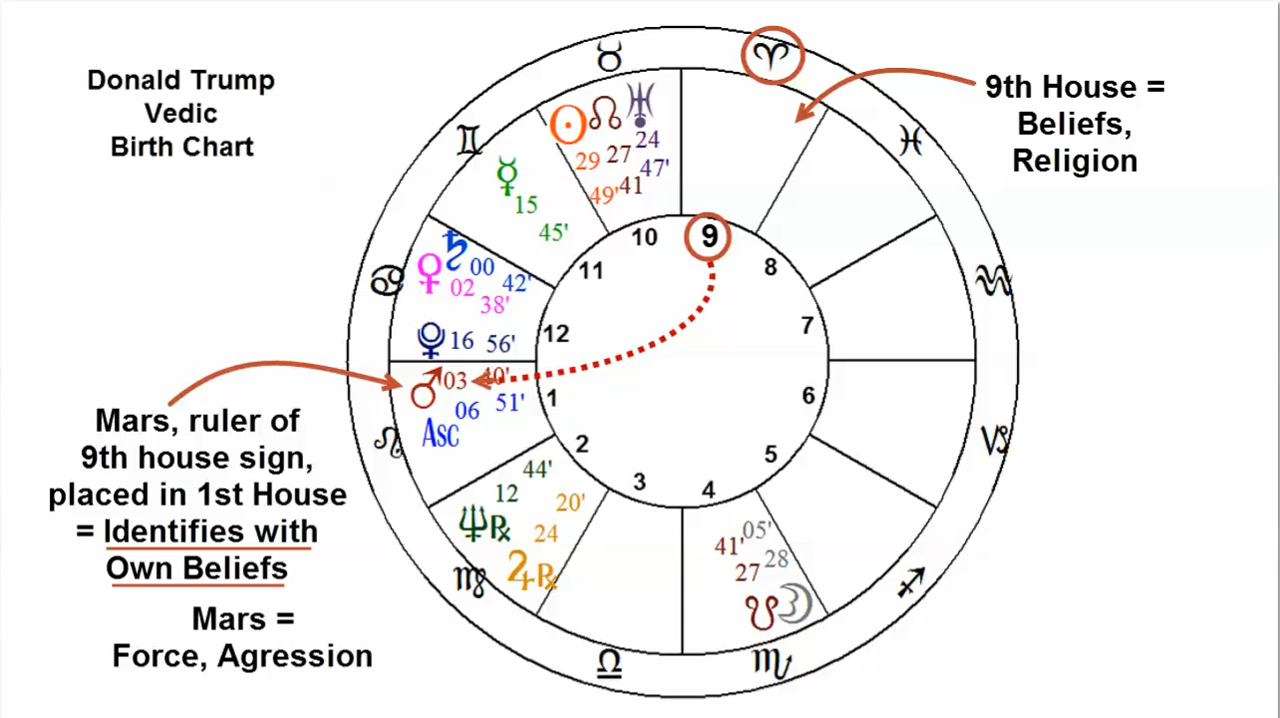 Donald Trump
Vedic
Birth Chart
9th House =
Beliefs,
Religion
Mars, ruler of
9th house sign,
placed in 1st House
= Identifies with
Own Beliefs
Mars =
Force, Agression
29 27 24
49' 41 47'
15
45'
00 42'
02 38'
16 56'
03 40'
06 51'
Asc
44'
12
20'
24
℞
℞
41' 05'
27 28
10 9
11 8
12 7
1 6
2 5
3 4